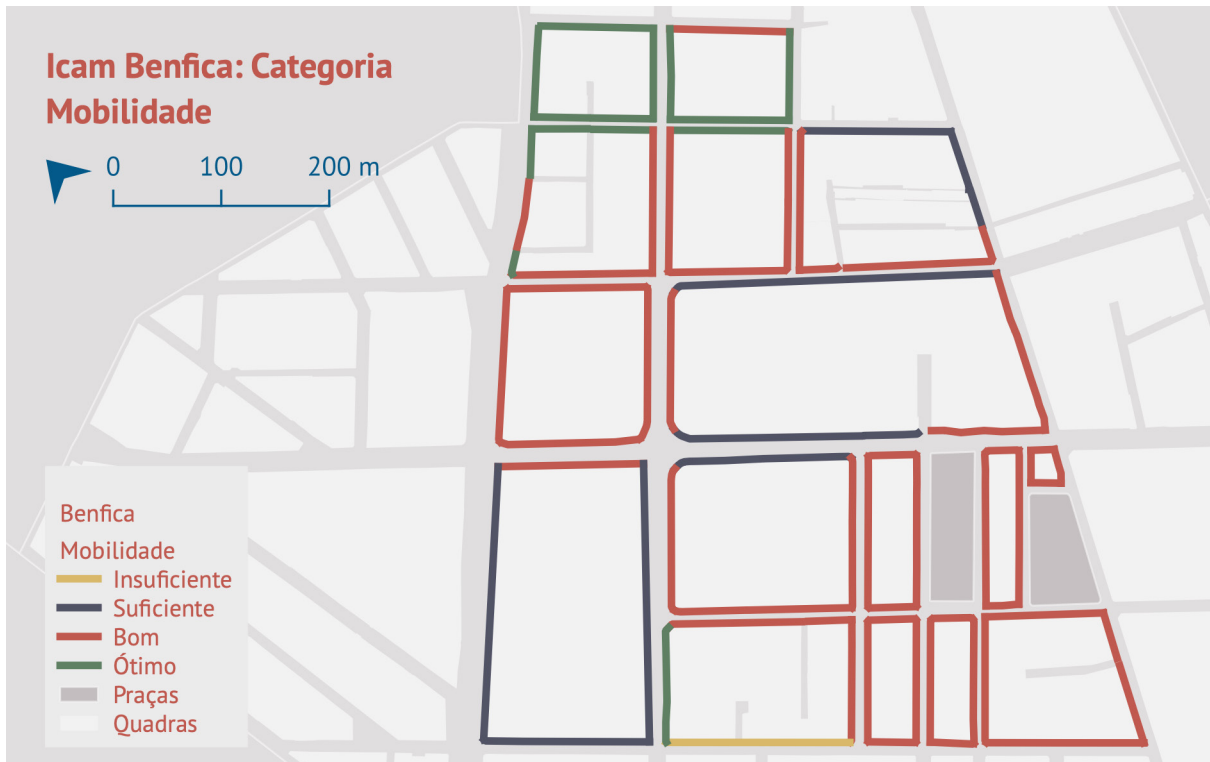 Icam Benfica: Categoria
Mobilidade
0 100 200 m
Benfica
Mobilidade
Insuficiente
Suficiente
Bom
Ótimo
Praças
Quadras